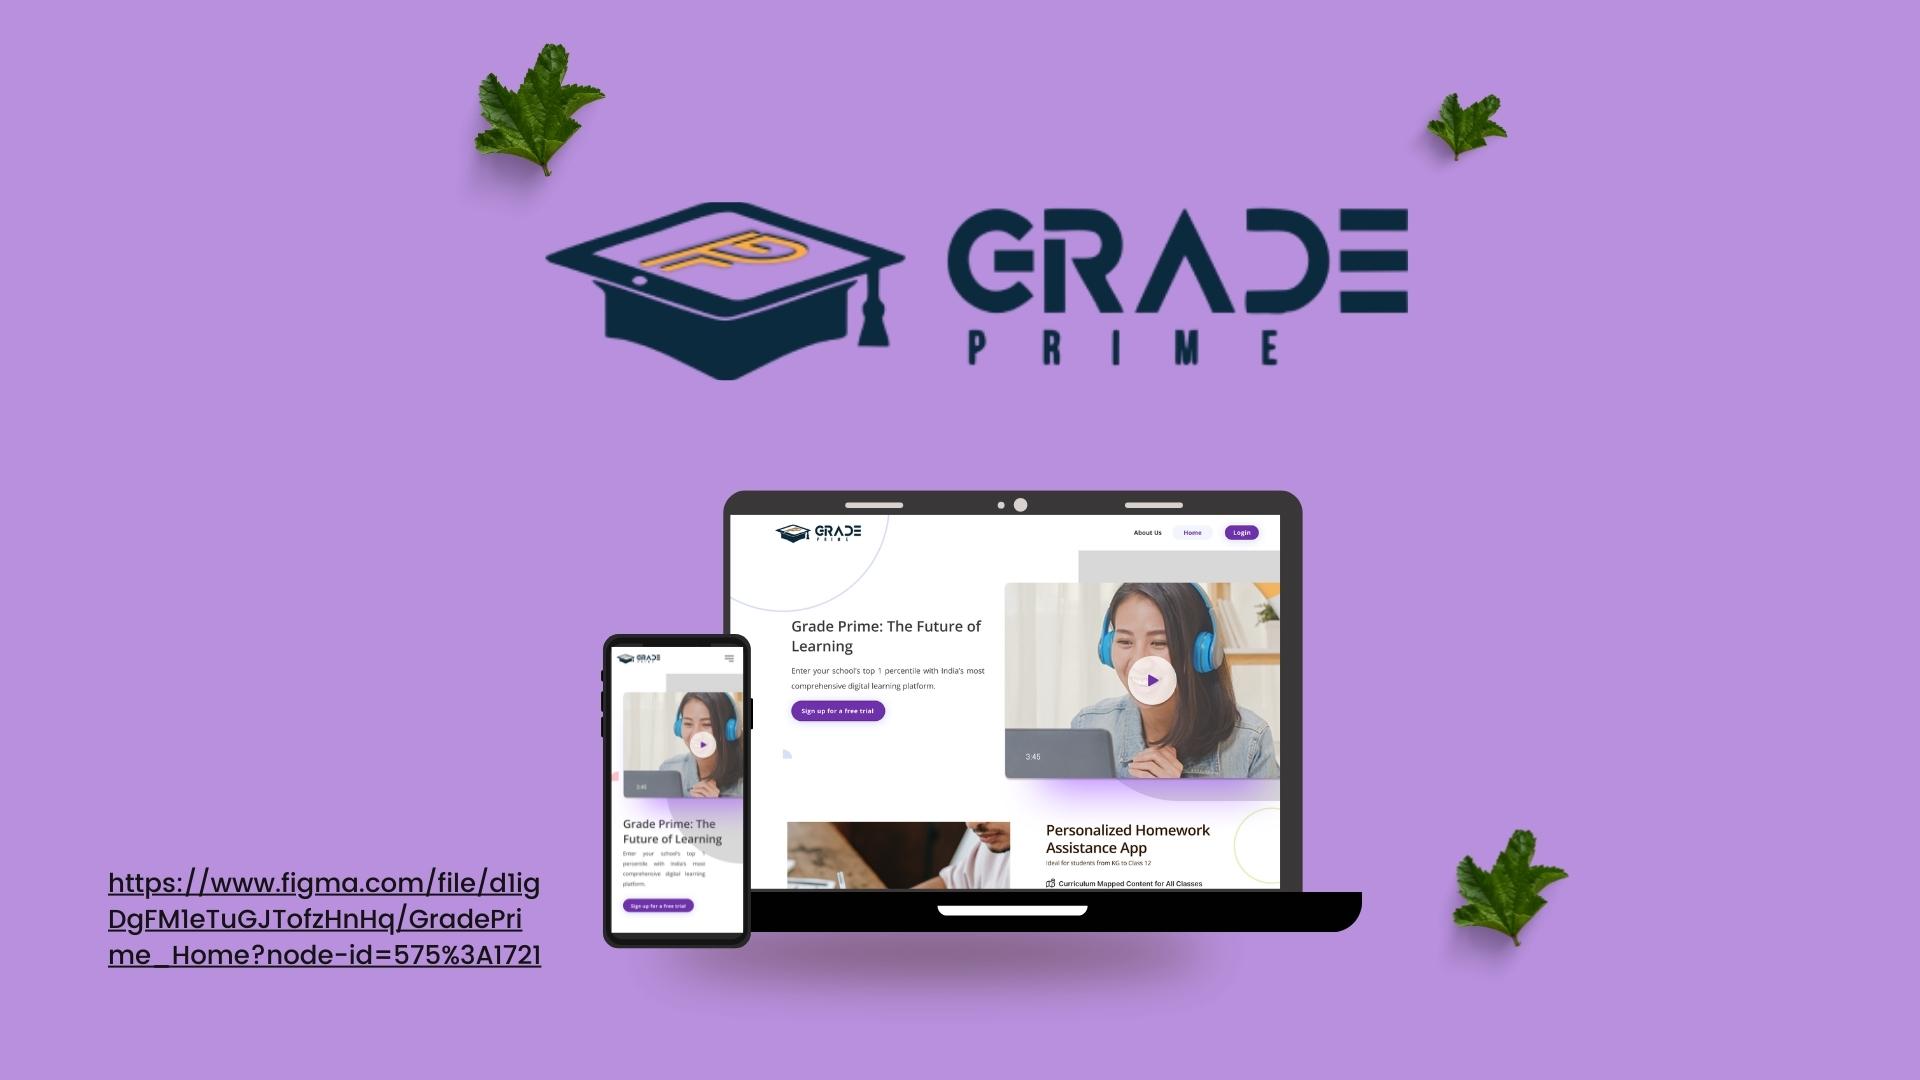 GRADE
PRIME
GRADE
PRIME
About Us
Home
Login
Grade Prime: The Future of
Learning
Enter your school's top 1 percentile with India's most
comprehensive digital learning platform.
Sign up for a free trial
3:45
Personalized Homework
Assistance App
Ideal for students from KG to Class 12
Curriculum Mapped Content for All Classes
GRADE
PRIME
3:45
Grade Prime: The
Future of Learning
Enter your school's top 1
percentile with India's most
comprehensive digital learning
platform.
Sign up for a free trial
https://www.figma.com/file/d1ig
DgFM1eTuGJTofzHnHq/GradePri
me_Home?node-id=575%3A1721